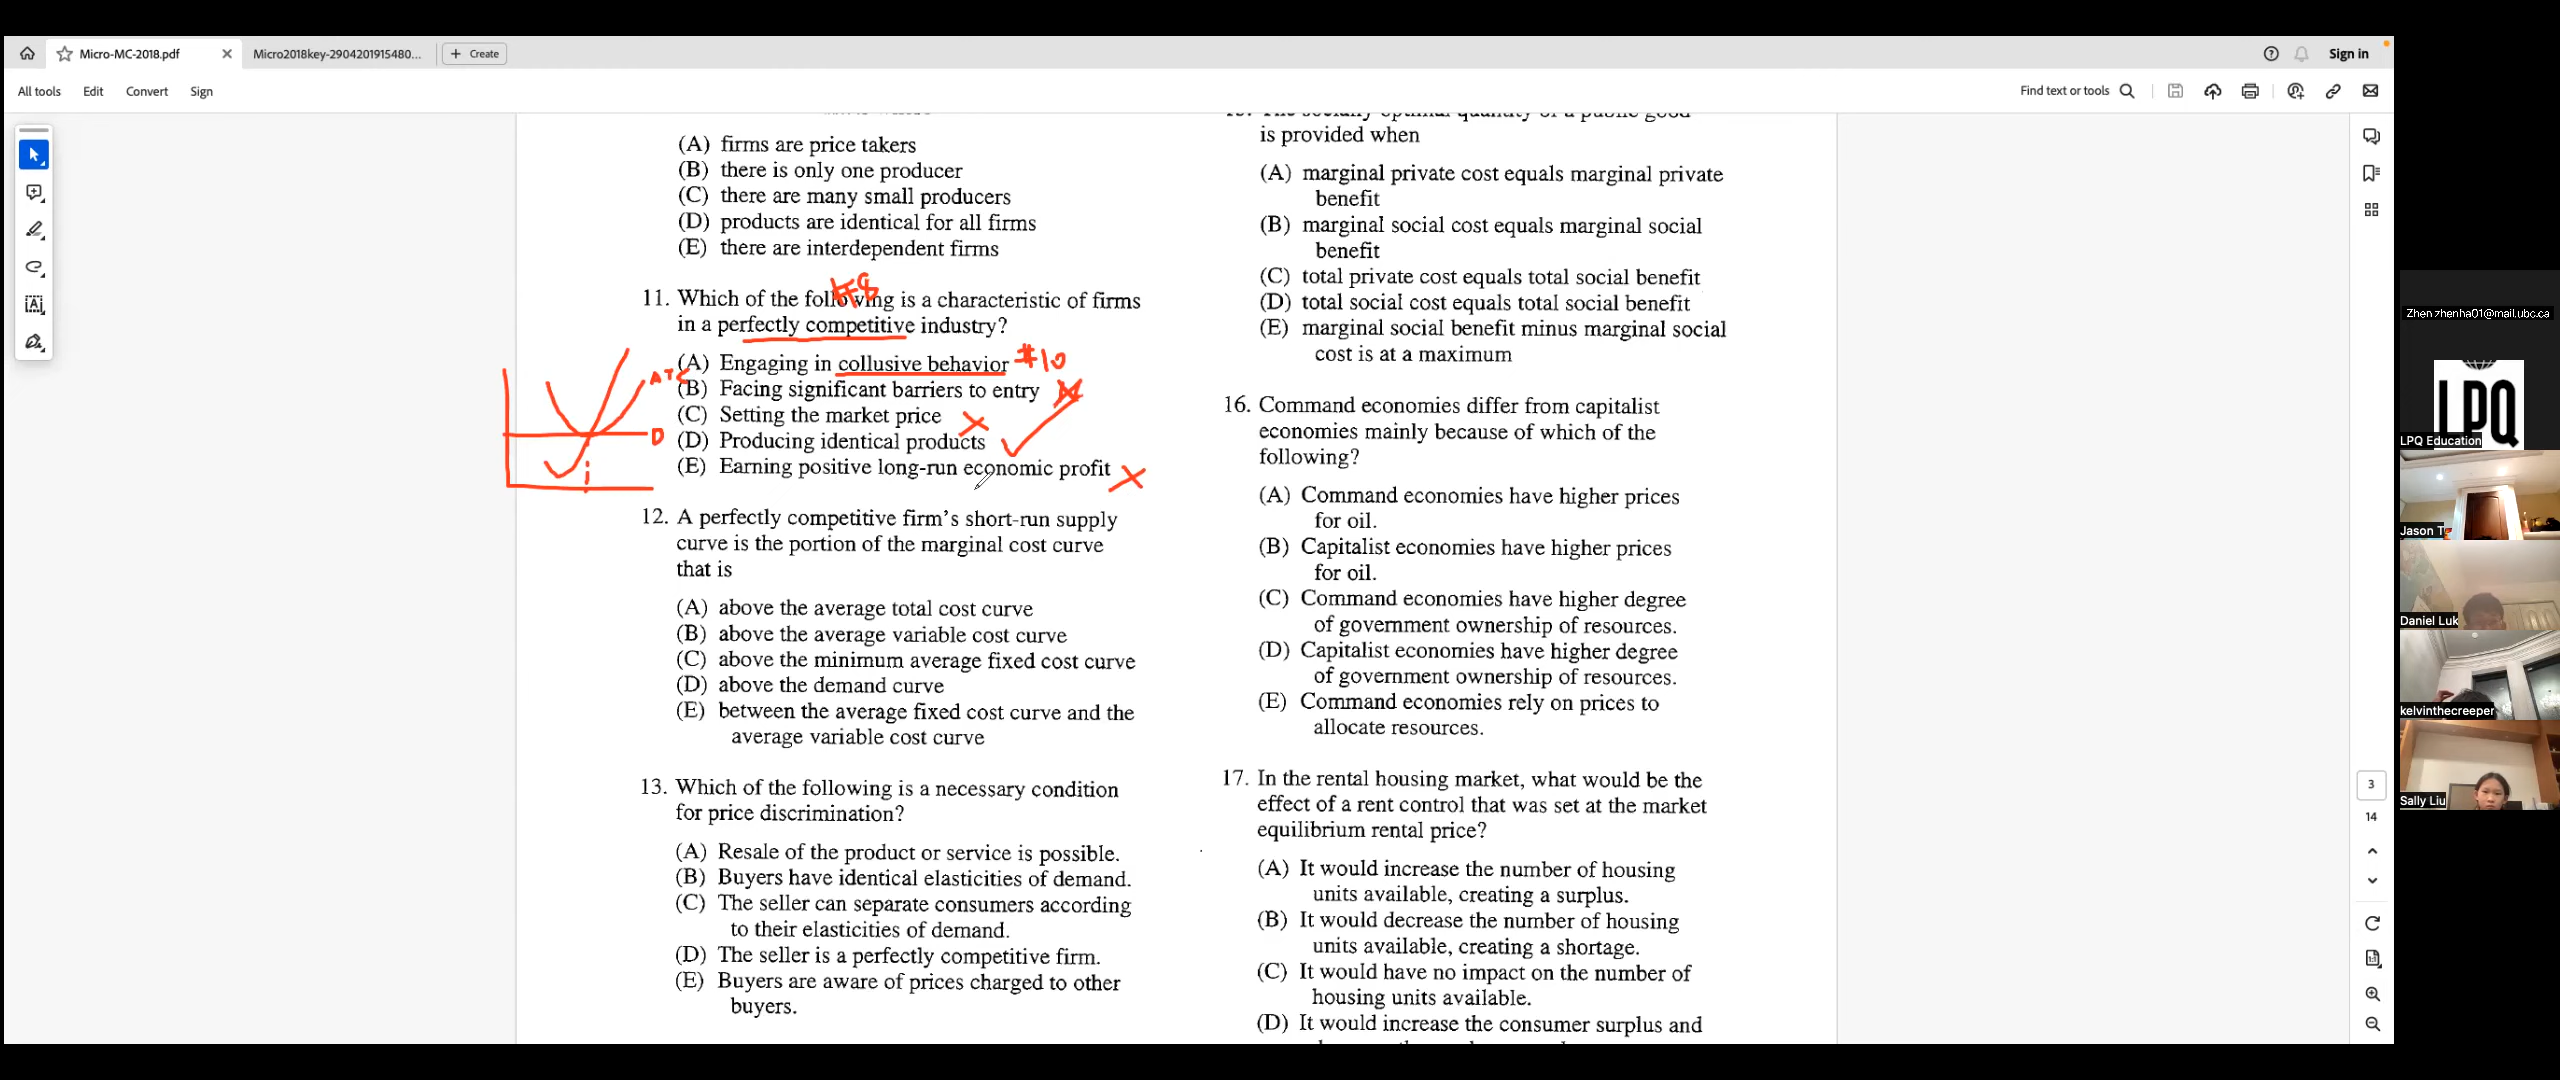 Micro-MC-2018.pdf
Micro2018key-2904201915480...
+ Create
Sign in
All tools Edit Convert Sign
Find text or tools
(A) firms are price takers
(B) there is only one producer
(C) there are many small producers
(D) products are identical for all firms
(E) there are interdependent firms
#8
11. Which of the following is a characteristic of firms
in a perfectly competitive industry?
(A) Engaging in collusive behavior #10
(B) Facing significant barriers to entry
(C) Setting the market price
(D) Producing identical products
(E) Earning positive long-run economic profit
ATC
D
12. A perfectly competitive firm's short-run supply
curve is the portion of the marginal cost curve
that is
(A) above the average total cost curve
(B) above the average variable cost curve
(C) above the minimum average fixed cost curve
(D) above the demand curve
(E) between the average fixed cost curve and the
average variable cost curve
13. Which of the following is a necessary condition
for price discrimination?
(A) Resale of the product or service is possible.
(B) Buyers have identical elasticities of demand.
(C) The seller can separate consumers according
to their elasticities of demand.
(D) The seller is a perfectly competitive firm.
(E) Buyers are aware of prices charged to other
buyers.
is provided when
(A) marginal private cost equals marginal private
benefit
(B) marginal social cost equals marginal social
benefit
(C) total private cost equals total social benefit
(D) total social cost equals total social benefit
(E) marginal social benefit minus marginal social
cost is at a maximum
16. Command economies differ from capitalist
economies mainly because of which of the
following?
(A) Command economies have higher prices
for oil.
(B) Capitalist economies have higher prices
for oil.
(C) Command economies have higher degree
of government ownership of resources.
(D) Capitalist economies have higher degree
of government ownership of resources.
(E) Command economies rely on prices to
allocate resources.
17. In the rental housing market, what would be the
effect of a rent control that was set at the market
equilibrium rental price?
(A) It would increase the number of housing
units available, creating a surplus.
(B) It would decrease the number of housing
units available, creating a shortage.
(C) It would have no impact on the number of
housing units available.
(D) It would increase the consumer surplus and
3
14
Zhen zhenha01@mail.ubc.ca
LPQ
LPQ Education
Jason T
Daniel Luk
kelvinthecreeper
Sally Liu